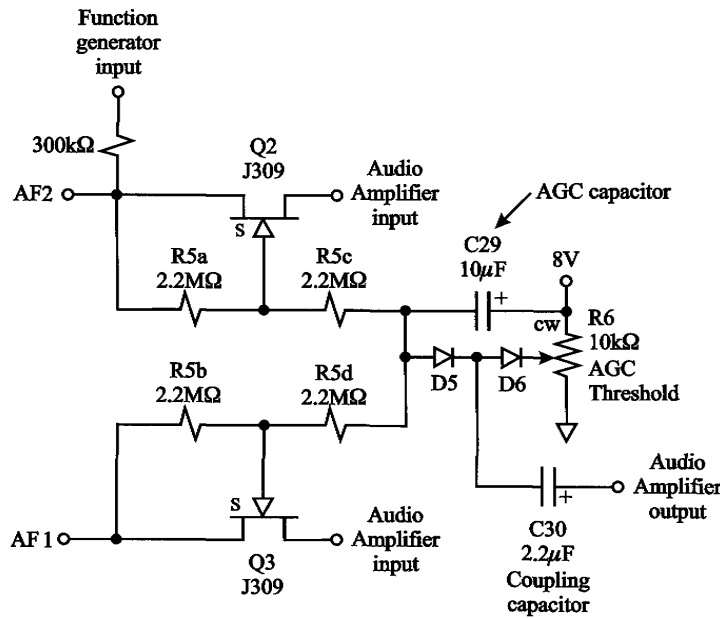 Function
generator
input
300kΩ
Q2
J309
Audio
Amplifier
input
AF2
S
AGC capacitor
R5a
2.2MΩ
R5c
2.2MΩ
C29
10μF
+
8V
cw
R6
10kΩ
AGC
Threshold
D5
D6
R5b
2.2MΩ
R5d
2.2MΩ
S
AF1
Q3
J309
Audio
Amplifier
input
+
C30
2.2μF
Coupling
capacitor
Audio
Amplifier
output